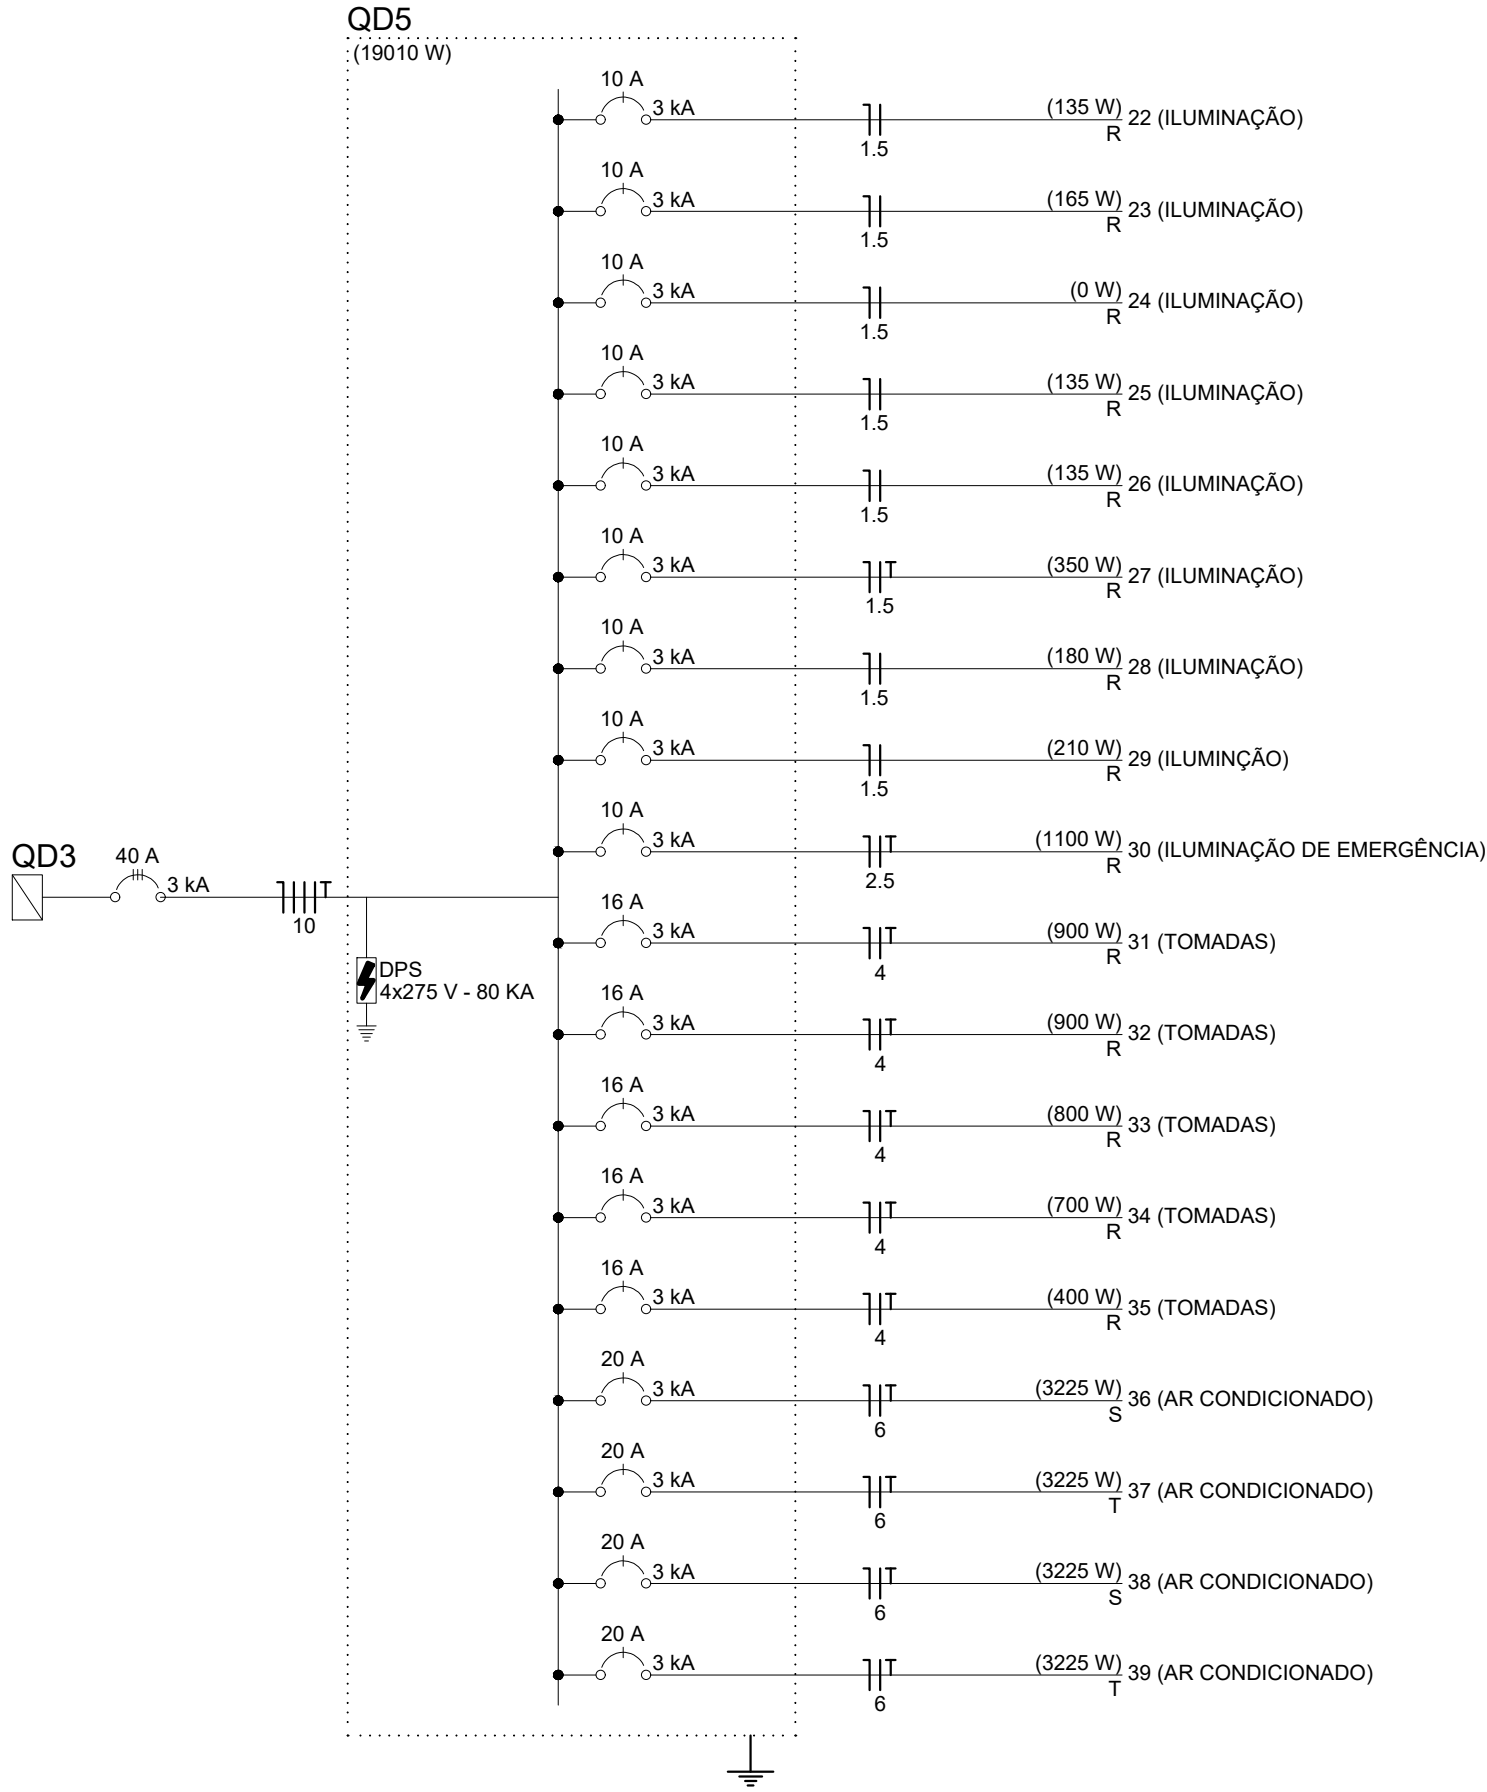 QD5
(19010 W)
10 A
3 kA
1.5
(135 W)
R
22 (ILUMINAÇÃO)
10 A
3 kA
1.5
(165 W)
R
23 (ILUMINAÇÃO)
10 A
3 kA
1.5
(0 W)
R
24 (ILUMINAÇÃO)
10 A
3 kA
1.5
(135 W)
R
25 (ILUMINAÇÃO)
10 A
3 kA
1.5
(135 W)
R
26 (ILUMINAÇÃO)
10 A
3 kA
1.5
(350 W)
R
27 (ILUMINAÇÃO)
10 A
3 kA
1.5
(180 W)
R
28 (ILUMINAÇÃO)
10 A
3 kA
1.5
(210 W)
R
29 (ILUMINÇÃO)
10 A
3 kA
2.5
(1100 W)
R
30 (ILUMINAÇÃO DE EMERGÊNCIA)
QD3
40 A
3 kA
10
DPS
4x275 V - 80 KA
16 A
3 kA
4
(900 W)
R
31 (TOMADAS)
16 A
3 kA
4
(900 W)
R
32 (TOMADAS)
16 A
3 kA
4
(800 W)
R
33 (TOMADAS)
16 A
3 kA
4
(700 W)
R
34 (TOMADAS)
16 A
3 kA
4
(400 W)
R
35 (TOMADAS)
20 A
3 kA
6
(3225 W)
S
36 (AR CONDICIONADO)
20 A
3 kA
6
(3225 W)
T
37 (AR CONDICIONADO)
20 A
3 kA
6
(3225 W)
S
38 (AR CONDICIONADO)
20 A
3 kA
6
(3225 W)
T
39 (AR CONDICIONADO)